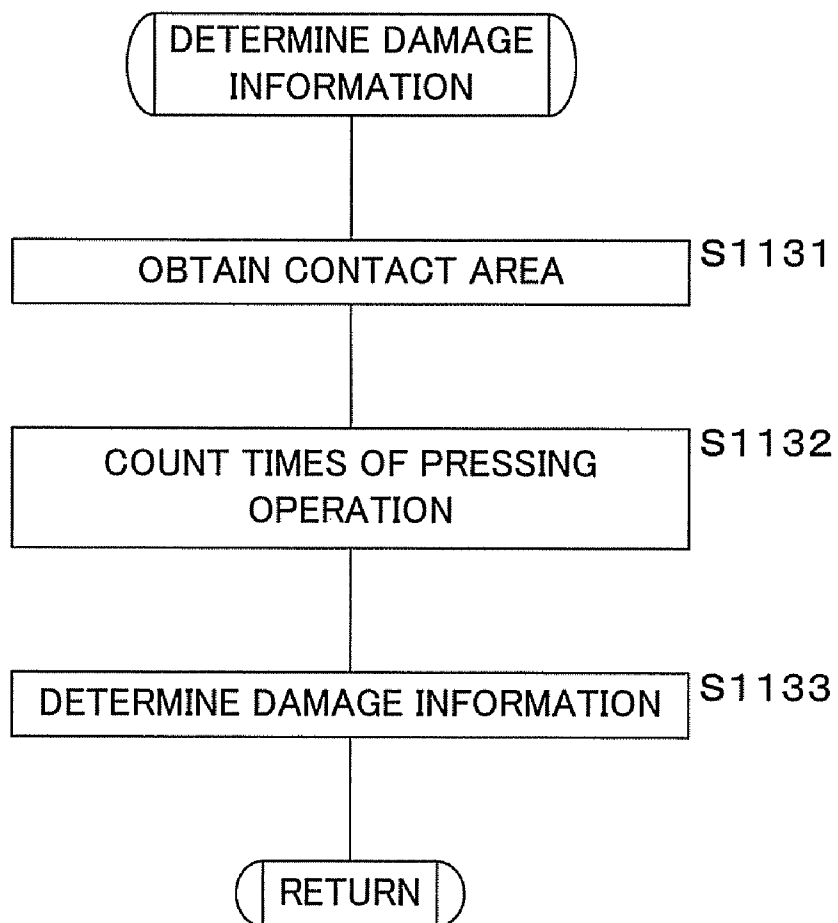 DETERMINE DAMAGE
INFORMATION
OBTAIN CONTACT AREA
S1131
COUNT TIMES OF PRESSING
OPERATION
S1132
DETERMINE DAMAGE INFORMATION
S1133
RETURN